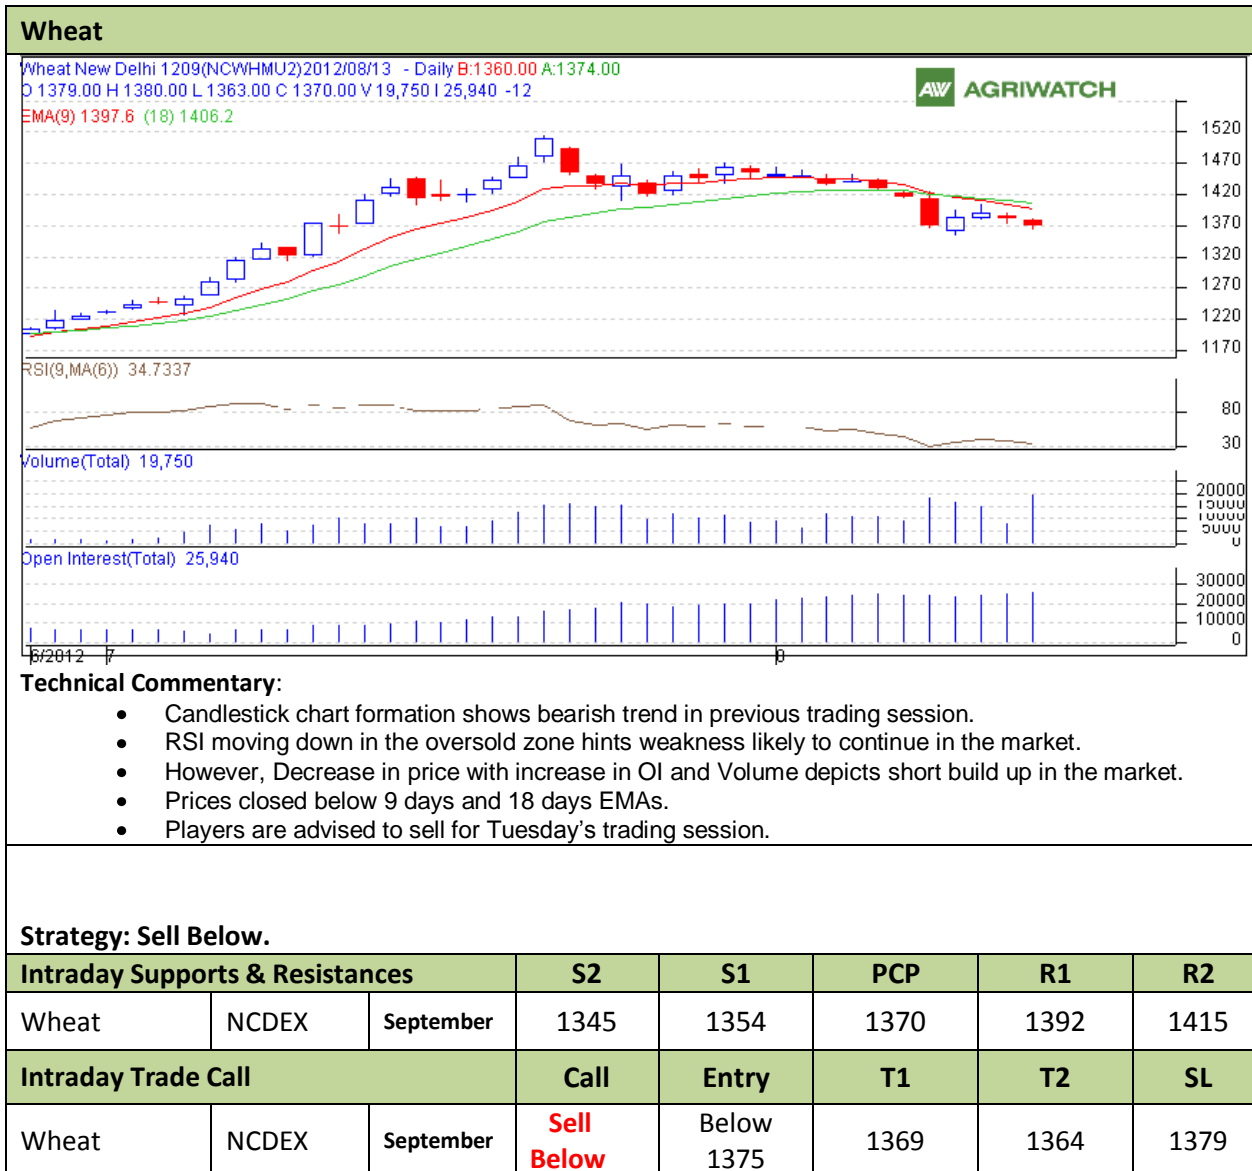 Wheat
Wheat New Delhi 1209(NCWHMU2)2012/08/13 - Daily B:1360.00 A:1374.00
O 1379.00 H 1380.00 L 1363.00 C 1370.00 V 19,750 I 25,940 -12
EMA(9) 1397.6 (18) 1406.2
AW AGRIWATCH
1520
1470
1420
1370
1320
1270
1220
1170
RSI(9,MA(6)) 34.7337
80
30
Volume(Total) 19,750
20000
15000
10000
5000
0
Open Interest(Total) 25,940
30000
20000
10000
0
6/2012 7 8
Technical Commentary:
• Candlestick chart formation shows bearish trend in previous trading session.
• RSI moving down in the oversold zone hints weakness likely to continue in the market.
• However, Decrease in price with increase in OI and Volume depicts short build up in the market.
• Prices closed below 9 days and 18 days EMAs.
• Players are advised to sell for Tuesday's trading session.
Strategy: Sell Below.
Intraday Supports & Resistances S2 S1 PCP R1 R2
Wheat NCDEX September 1345 1354 1370 1392 1415
Intraday Trade Call Call Entry T1 T2 SL
Wheat NCDEX September Sell Below Below 1375 1369 1364 1379